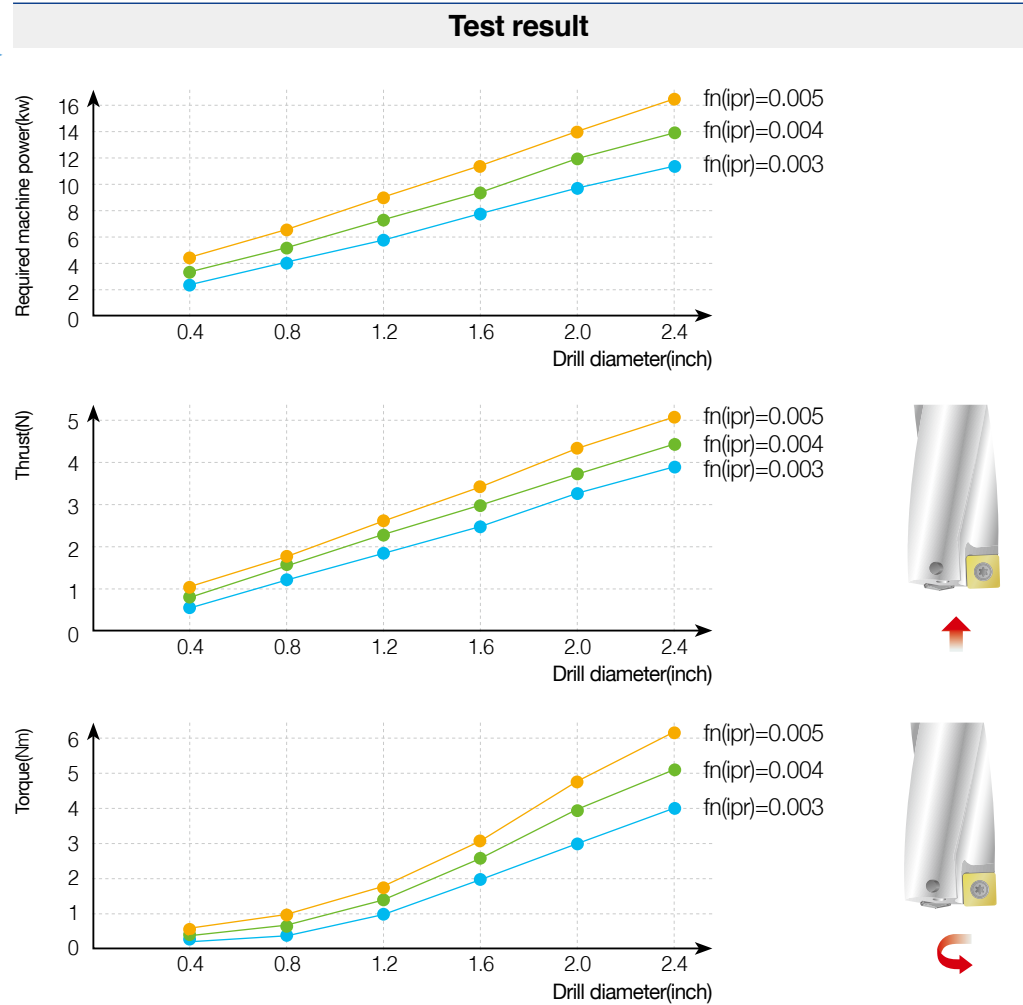 Test result
Required machine power(kw)
16
14
12
10
8
6
4
2
0
0.4 0.8 1.2 1.6 2.0 2.4
Drill diameter(inch)
fn(ipr)=0.005
fn(ipr)=0.004
fn(ipr)=0.003
Thrust(N)
5
4
3
2
1
0
0.4 0.8 1.2 1.6 2.0 2.4
Drill diameter(inch)
fn(ipr)=0.005
fn(ipr)=0.004
fn(ipr)=0.003
Torque(Nm)
6
5
4
3
2
1
0
0.4 0.8 1.2 1.6 2.0 2.4
Drill diameter(inch)
fn(ipr)=0.005
fn(ipr)=0.004
fn(ipr)=0.003